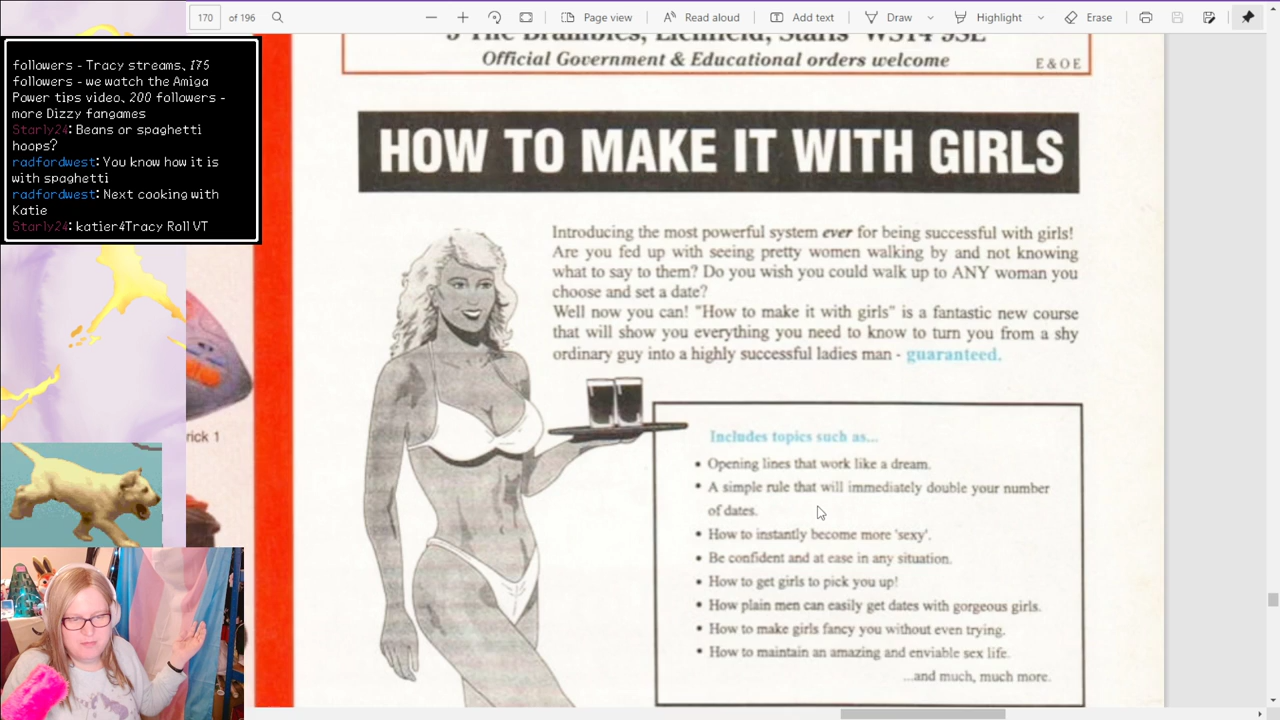 170 of 196 Page view Read aloud Add text Draw Highlight Erase
followers - Tracy streams, 175
followers - we watch the Amiga
Power tips video, 200 followers -
more Dizzy fangames
Starly24: Beans or spaghetti
hoops?
radfordwest: You know how it is
with spaghetti
radfordwest: Next cooking with
Katie
Starly24: katier4Tracy Roll VT
rick 1
5 The Brambles, Lichfield, Staffs WS14 9SE
Official Government & Educational orders welcome E&OE
HOW TO MAKE IT WITH GIRLS
Introducing the most powerful system ever for being successful with girls!
Are you fed up with seeing pretty women walking by and not knowing
what to say to them? Do you wish you could walk up to ANY woman you
choose and set a date?
Well now you can! "How to make it with girls" is a fantastic new course
that will show you everything you need to know to turn you from a shy
ordinary guy into a highly successful ladies man - guaranteed.
Includes topics such as...
• Opening lines that work like a dream.
• A simple rule that will immediately double your number
of dates.
• How to instantly become more 'sexy'.
• Be confident and at ease in any situation.
• How to get girls to pick you up!
• How plain men can easily get dates with gorgeous girls.
• How to make girls fancy you without even trying.
• How to maintain an amazing and enviable sex life.
...and much, much more.